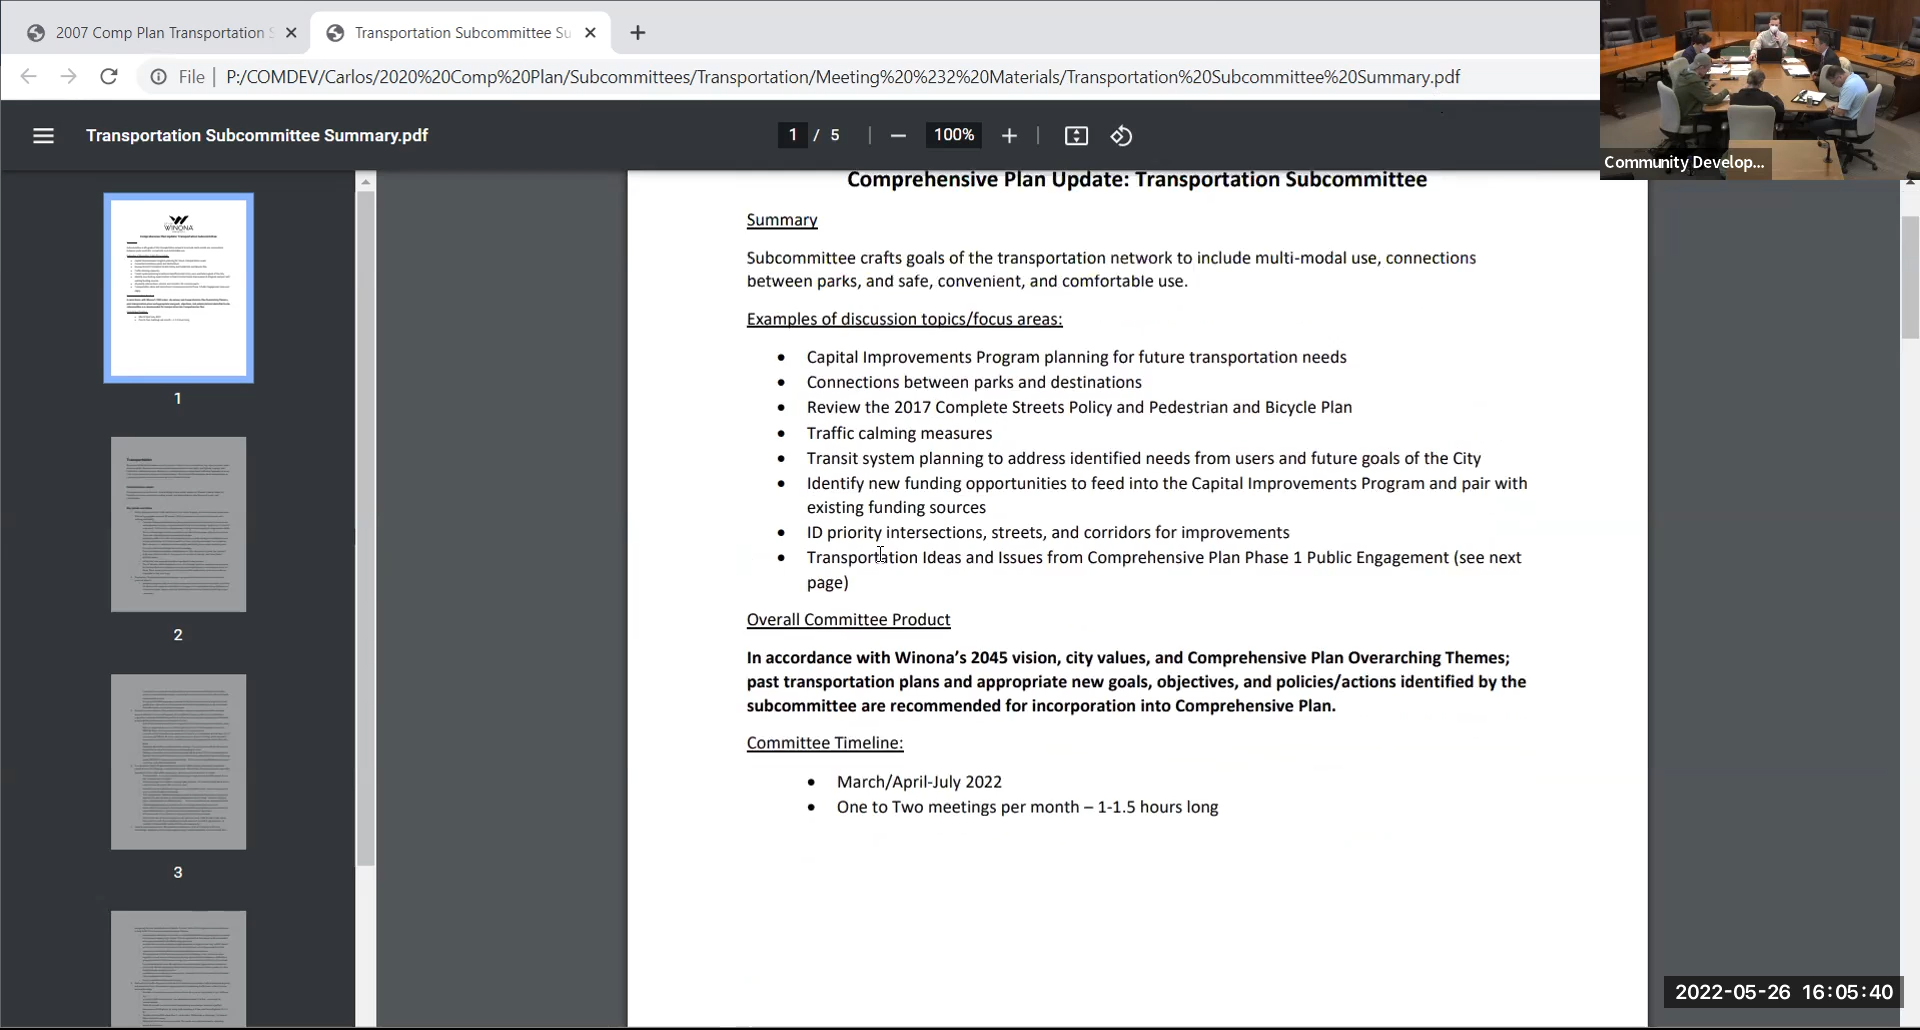 2007 Comp Plan Transportation
Transportation Subcommittee Su
File
P:/COMDEV/Carlos/2020%20Comp%20Plan/Subcommittees/Transportation/Meeting%20%232%20Materials/Transportation%20Subcommittee%20Summary.pdf
Transportation Subcommittee Summary.pdf
1 / 5
100%
Community Develop...
WINONA
1
2
3
Comprehensive Plan Update: Transportation Subcommittee
Summary
Subcommittee crafts goals of the transportation network to include multi-modal use, connections
between parks, and safe, convenient, and comfortable use.
Examples of discussion topics/focus areas:
• Capital Improvements Program planning for future transportation needs
• Connections between parks and destinations
• Review the 2017 Complete Streets Policy and Pedestrian and Bicycle Plan
• Traffic calming measures
• Transit system planning to address identified needs from users and future goals of the City
• Identify new funding opportunities to feed into the Capital Improvements Program and pair with
existing funding sources
• ID priority intersections, streets, and corridors for improvements
• Transportation Ideas and Issues from Comprehensive Plan Phase 1 Public Engagement (see next
page)
Overall Committee Product
In accordance with Winona’s 2045 vision, city values, and Comprehensive Plan Overarching Themes;
past transportation plans and appropriate new goals, objectives, and policies/actions identified by the
subcommittee are recommended for incorporation into Comprehensive Plan.
Committee Timeline:
• March/April-July 2022
• One to Two meetings per month – 1-1.5 hours long
2022-05-26 16:05:40